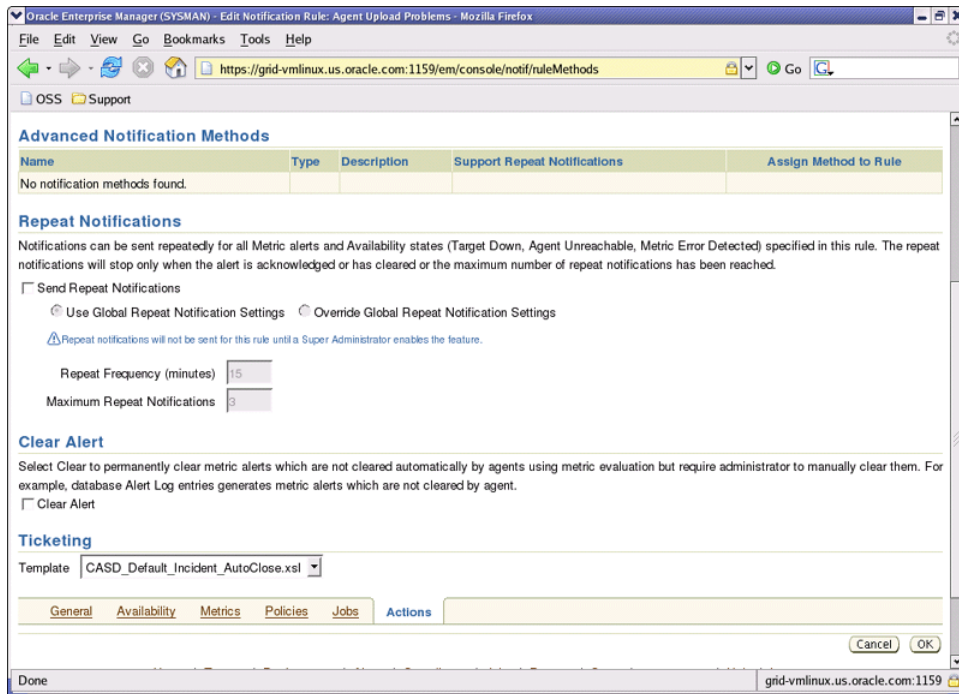 Oracle Enterprise Manager (SYSMAN) - Edit Notification Rule: Agent Upload Problems - Mozilla Firefox
File Edit View Go Bookmarks Tools Help
https://grid-vmlinux.us.oracle.com:1159/em/console/notif/ruleMethods
Go
G
OSS Support
Advanced Notification Methods
Name Type Description Support Repeat Notifications Assign Method to Rule
No notification methods found.
Repeat Notifications
Notifications can be sent repeatedly for all Metric alerts and Availability states (Target Down, Agent Unreachable, Metric Error Detected) specified in this rule. The repeat
notifications will stop only when the alert is acknowledged or has cleared or the maximum number of repeat notifications has been reached.
Send Repeat Notifications
Use Global Repeat Notification Settings Override Global Repeat Notification Settings
Repeat notifications will not be sent for this rule until a Super Administrator enables the feature.
Repeat Frequency (minutes) 15
Maximum Repeat Notifications 3
Clear Alert
Select Clear to permanently clear metric alerts which are not cleared automatically by agents using metric evaluation but require administrator to manually clear them. For
example, database Alert Log entries generates metric alerts which are not cleared by agent.
Clear Alert
Ticketing
Template CASD_Default_Incident_AutoClose.xsl
General Availability Metrics Policies Jobs Actions
Cancel OK
Done grid-vmlinux.us.oracle.com:1159